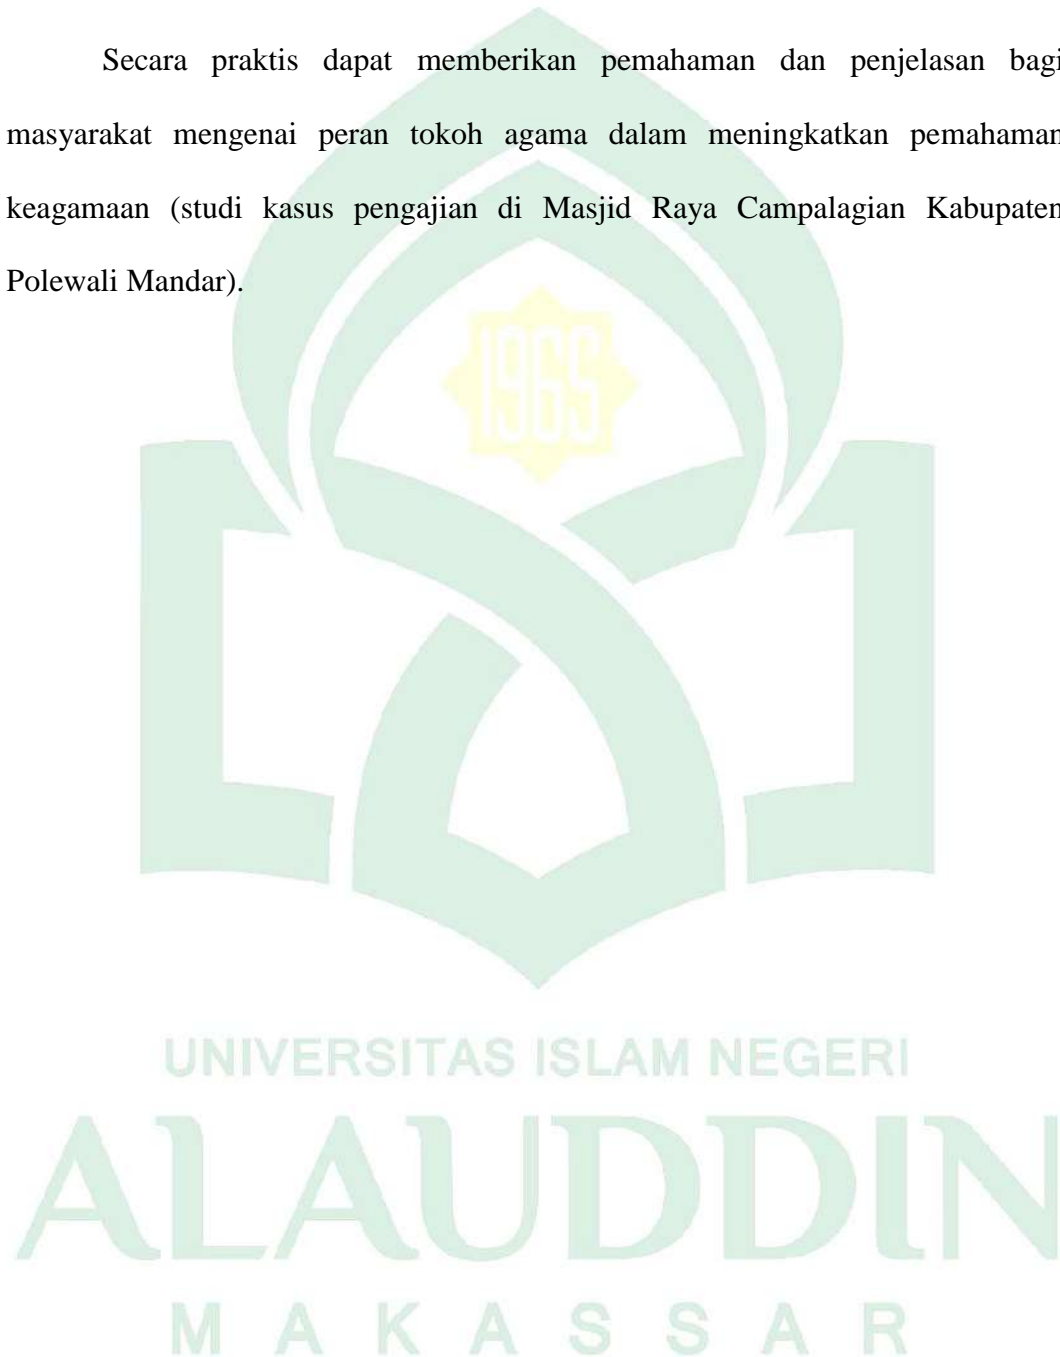 Secara praktis dapat memberikan pemahaman dan penjelasan bagi
masyarakat mengenai peran tokoh agama dalam meningkatkan pemahaman
keagamaan (studi kasus pengajian di Masjid Raya Campalagian Kabupaten
Polewali Mandar).
1965
UNIVERSITAS ISLAM NEGERI
ALAUDDIN
MAKASSAR